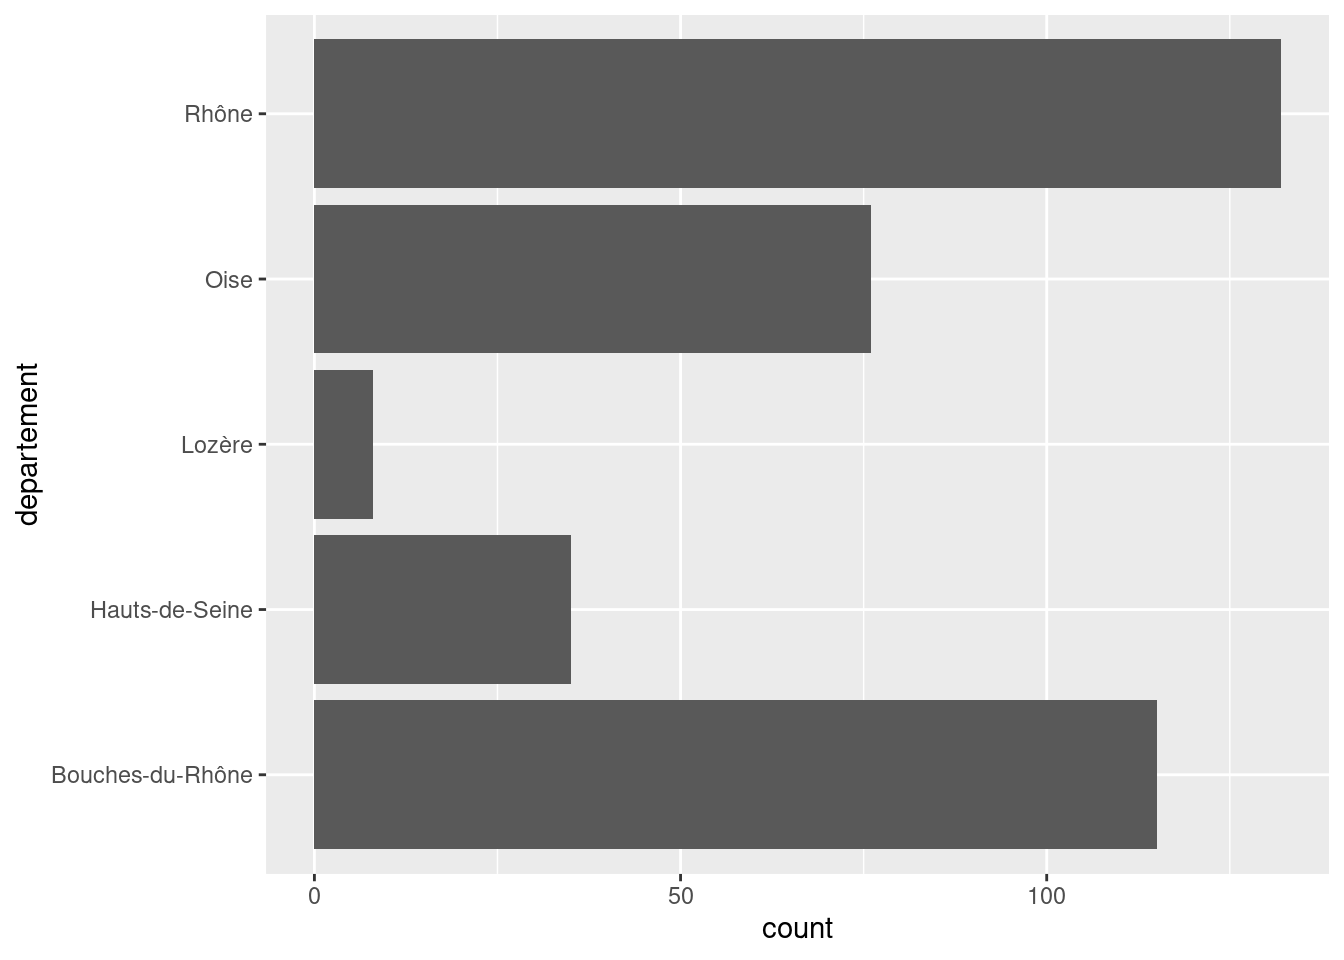 Rhône
Oise
Lozère
Hauts-de-Seine
Bouches-du-Rhône
departement
0 50 100
count